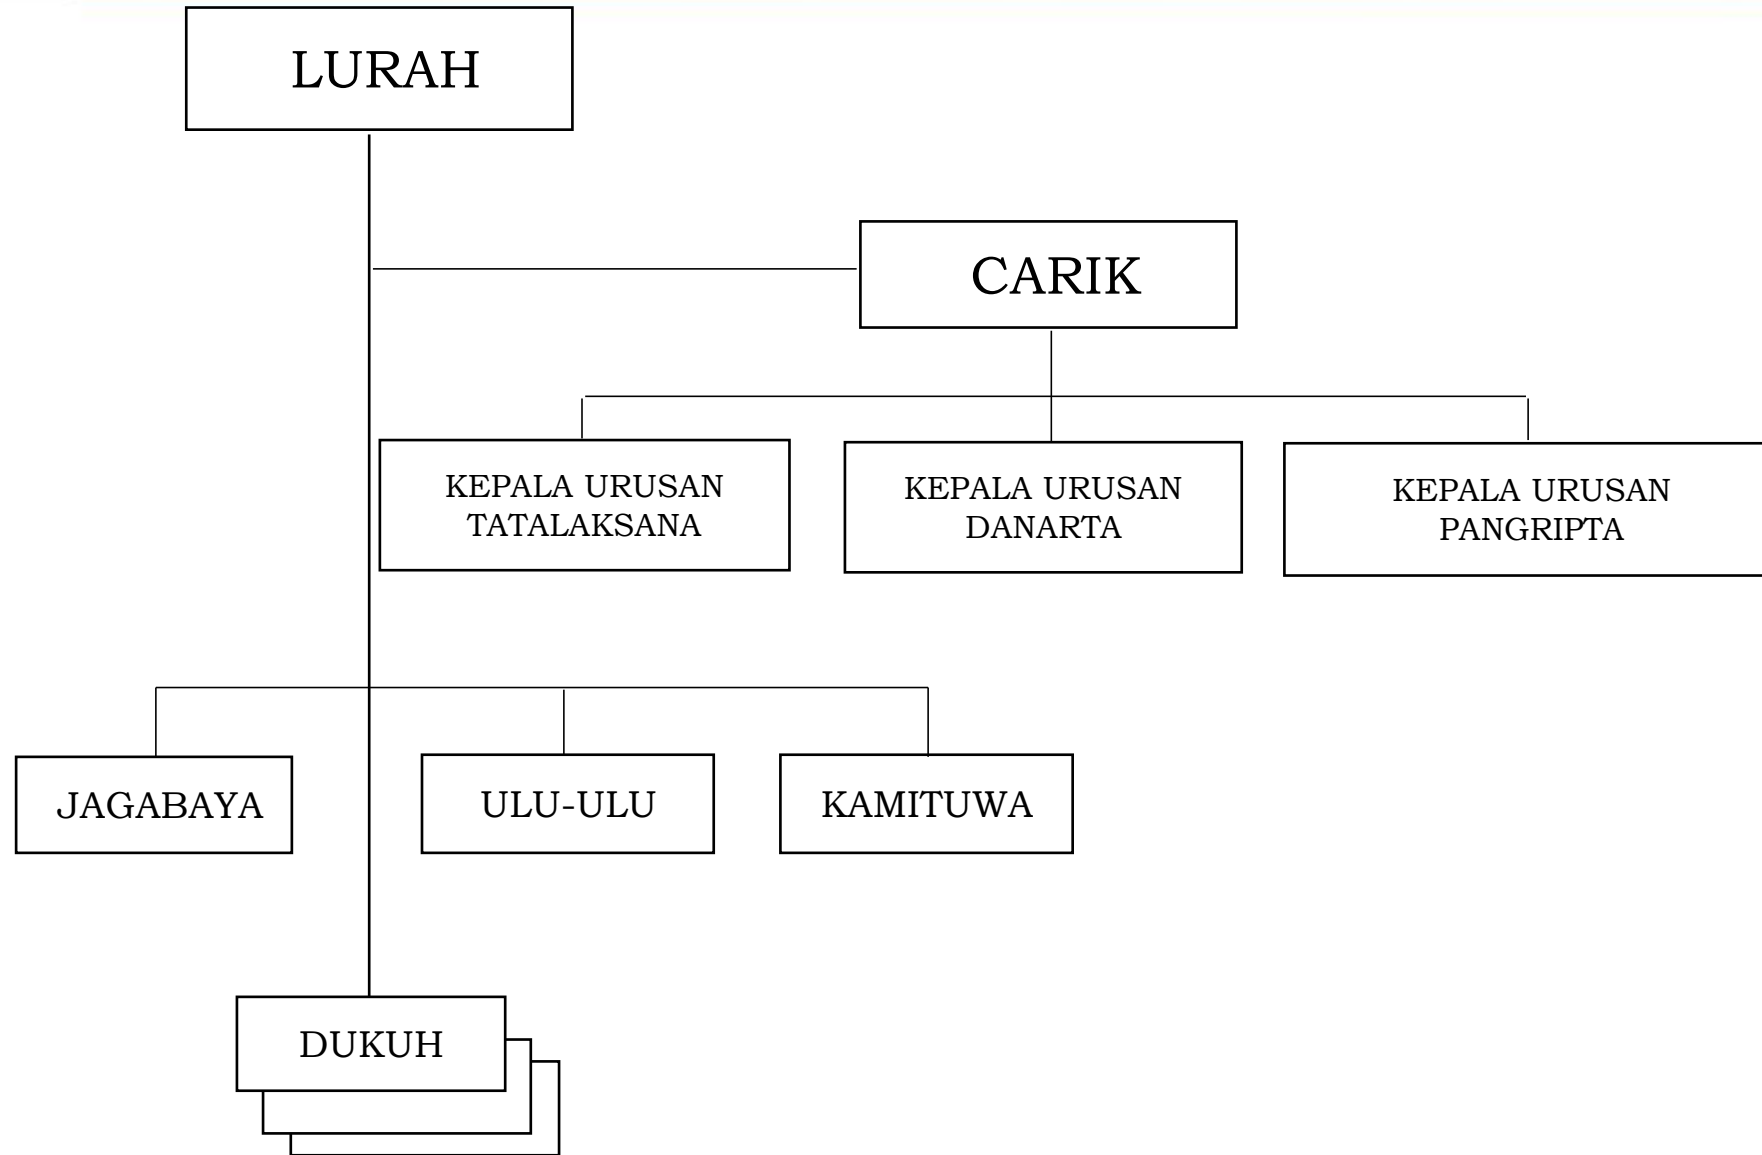 LURAH
CARIK
KEPALA URUSAN
TATALAKSANA
KEPALA URUSAN
DANARTA
KEPALA URUSAN
PANGRIPTA
JAGABAYA
ULU-ULU
KAMITUWA
DUKUH